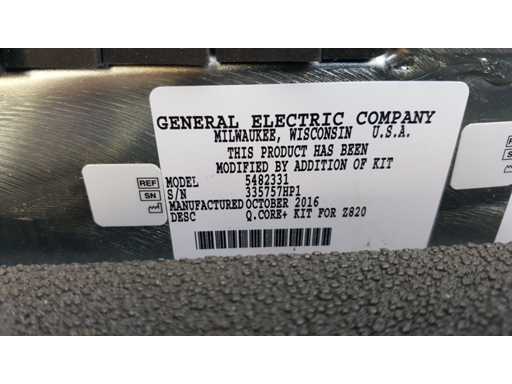 GENERAL ELECTRIC COMPANY
MILWAUKEE, WISCONSIN U.S.A.
THIS PRODUCT HAS BEEN
MODIFIED BY ADDITION OF KIT
REF MODEL 5482331
SN S/N 335757HP1
MANUFACTURED OCTOBER 2016
DESC Q.CORE+ KIT FOR Z820